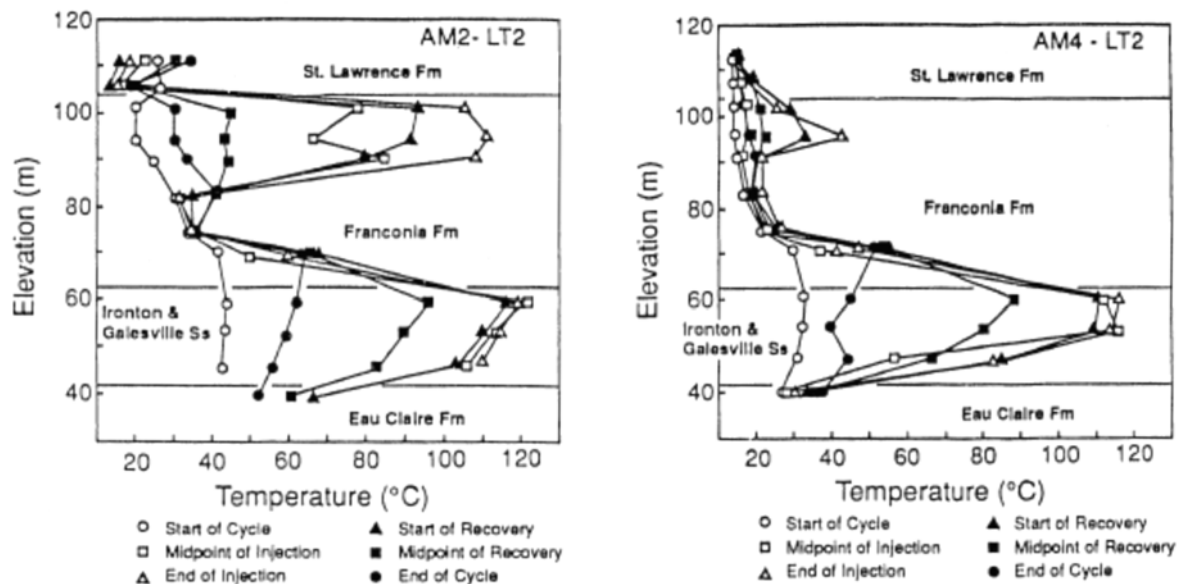 120
AM2- LT2
St. Lawrence Fm
100
80
Franconia Fm
60
Ironton &
Galesville Ss
40
Eau Claire Fm
20 40 60 80 100 120
Elevation (m)
Temperature (°C)
Start of Cycle
Start of Recovery
Midpoint of Injection
Midpoint of Recovery
End of Injection
End of Cycle
120
AM4 - LT2
St. Lawrence Fm
100
80
Franconia Fm
60
Ironton &
Galesville Ss
40
Eau Claire Fm
20 40 60 80 100 120
Elevation (m)
Temperature (°C)
Start of Cycle
Start of Recovery
Midpoint of Injection
Midpoint of Recovery
End of Injection
End of Cycle